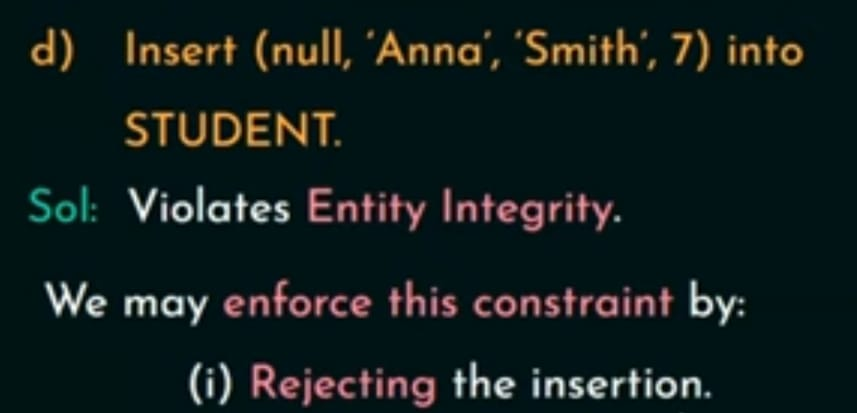 d) Insert (null, ‘Anna’, ‘Smith’, 7) into
STUDENT.
Sol: Violates Entity Integrity.
We may enforce this constraint by:
(i) Rejecting the insertion.